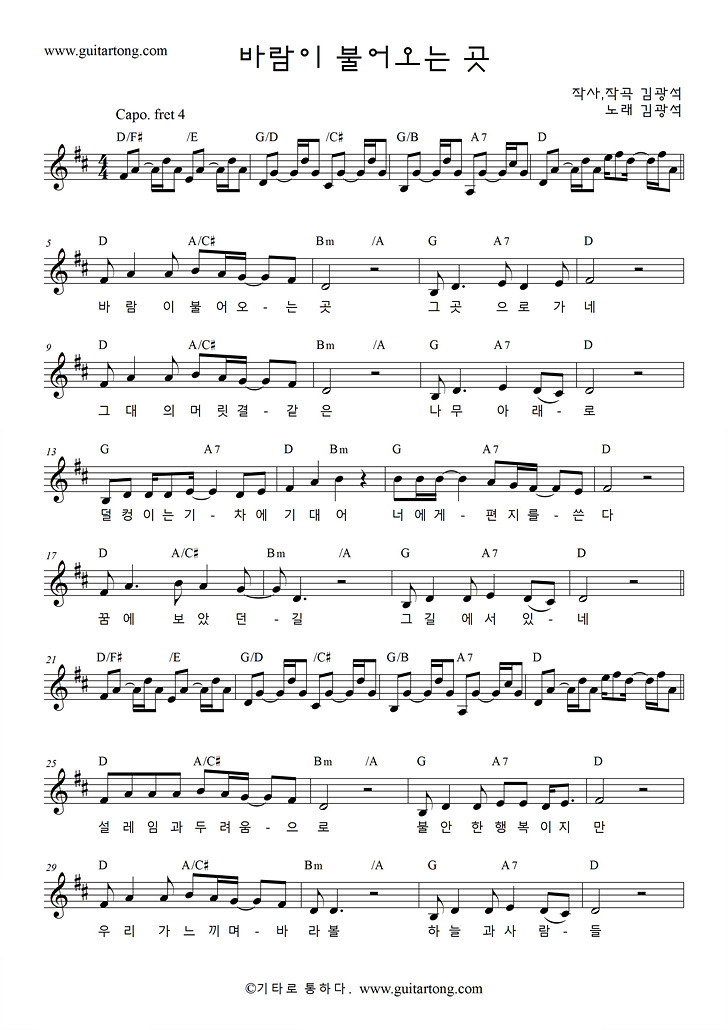 www.guitartong.com
바람이 불어오는 곳
작사,작곡 김광석
노래 김광석
Capo. fret 4
D/F♯ /E G/D /C♯ G/B A7 D
5 D A/C♯ Bm /A G A7 D
바 람 이 불 어 오 - 는 곳 그 곳 으 로 가 네
9 D A/C♯ Bm /A G A7 D
그 대 의 머 릿 결 - 같 은 나 무 아 래 - 로
13 G A7 D Bm G A7 D
덜 컹 이 는 기 - 차 에 기 대 어 너 에 게 - 편 지 를 - 쓴 다
17 D A/C♯ Bm /A G A7 D
꿈 에 보 았 던 - 길 그 길 에 서 있 - 네
21 D/F♯ /E G/D /C♯ G/B A7 D
25 D A/C♯ Bm /A G A7 D
설 레 임 과 두 려 움 - 으 로 불 안 한 행 복 이 지 만
29 D A/C♯ Bm /A G A7 D
우 리 가 느 끼 며 - 바 라 볼 하 늘 과 사 람 - 들
©기타로 통하다. www.guitartong.com